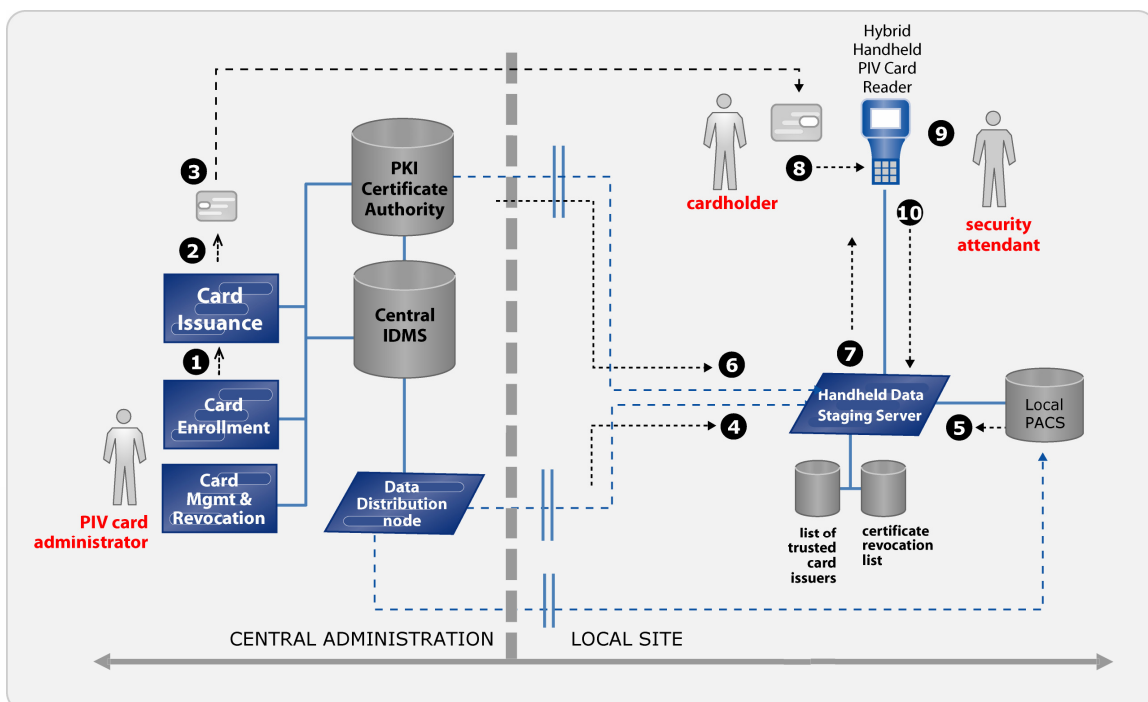 Hybrid
Handheld
PIV Card
Reader
9
3
PKI
Certificate
Authority
8
cardholder
10
security
attendant
2
Card
Issuance
Central
IDMS
1
6
7
Card
Enrollment
Handheld Data
Staging Server
Local
PACS
4
5
Card
Mgmt &
Revocation
Data
Distribution
node
PIV card
administrator
list of
trusted
card
issuers
certificate
revocation
list
CENTRAL ADMINISTRATION
LOCAL SITE